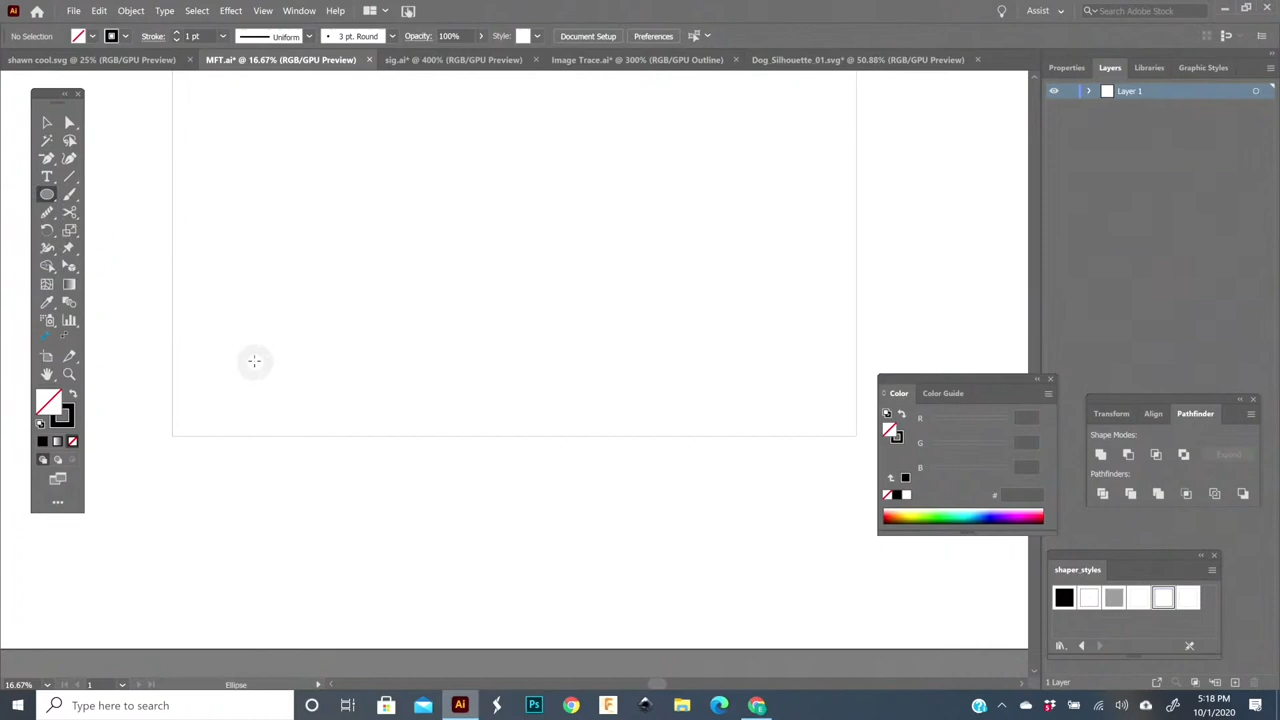 Ai File Edit Object Type Select Effect View Window Help Assist Search Adobe Stock
No Selection Stroke: 1 pt Uniform 3 pt. Round Opacity: 100% Style: Document Setup Preferences
shawn cool.svg @ 25% (RGB/GPU Preview) MFT.ai* @ 16.67% (RGB/GPU Preview) sig.ai* @ 400% (RGB/GPU Preview) Image Trace.ai* @ 300% (RGB/GPU Outline) Dog_Silhouette_01.svg* @ 50.88% (RGB/GPU Preview)
Properties Layers Libraries Graphic Styles
Layer 1
Color Color Guide
R
G
B
#
Transform Align Pathfinder
Shape Modes:
Expand
Pathfinders:
shaper_styles
16.67% 1 Ellipse 1 Layer
Type here to search Ai Ps 5:18 PM
10/1/2020